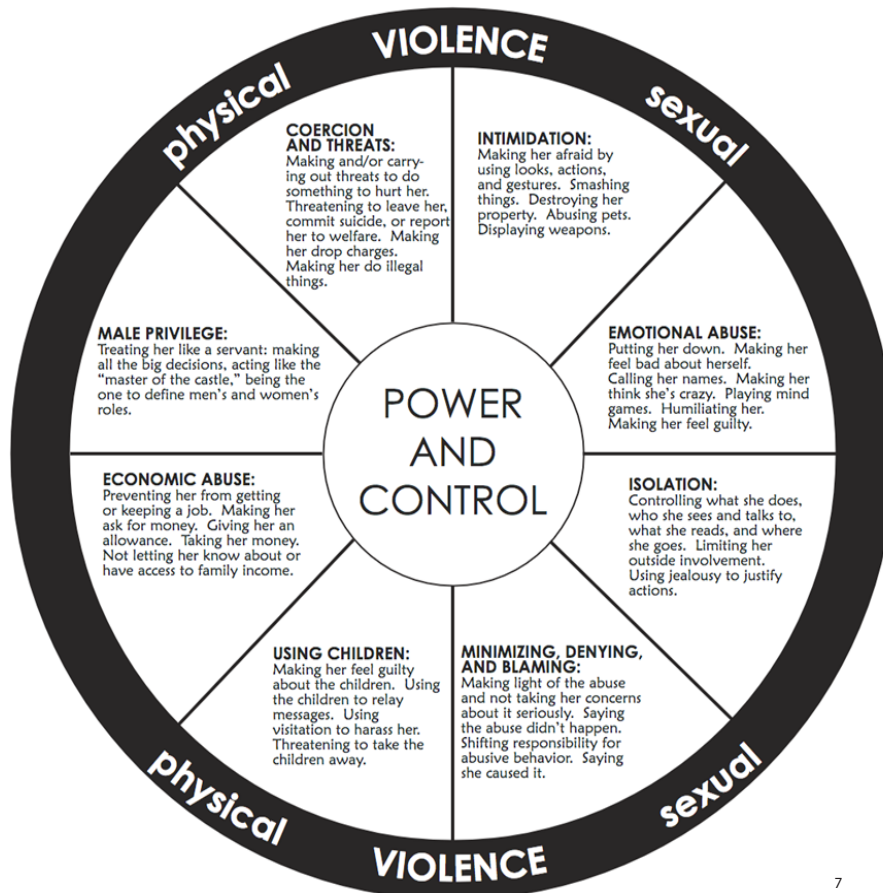 physical VIOLENCE sexual
COERCION
AND THREATS:
Making and/or carry-
ing out threats to do
something to hurt her.
Threatening to leave her,
commit suicide, or report
her to welfare. Making
her drop charges.
Making her do illegal
things.
INTIMIDATION:
Making her afraid by
using looks, actions,
and gestures. Smashing
things. Destroying her
property. Abusing pets.
Displaying weapons.
MALE PRIVILEGE:
Treating her like a servant: making
all the big decisions, acting like the
“master of the castle,” being the
one to define men’s and women’s
roles.
EMOTIONAL ABUSE:
Putting her down. Making her
feel bad about herself.
Calling her names. Making her
think she’s crazy. Playing mind
games. Humiliating her.
Making her feel guilty.
POWER
AND
CONTROL
ECONOMIC ABUSE:
Preventing her from getting
or keeping a job. Making her
ask for money. Giving her an
allowance. Taking her money.
Not letting her know about or
have access to family income.
ISOLATION:
Controlling what she does,
who she sees and talks to,
what she reads, and where
she goes. Limiting her
outside involvement.
Using jealousy to justify
actions.
USING CHILDREN:
Making her feel guilty
about the children. Using
the children to relay
messages. Using
visitation to harass her.
Threatening to take the
children away.
MINIMIZING, DENYING,
AND BLAMING:
Making light of the abuse
and not taking her concerns
about it seriously. Saying
the abuse didn’t happen.
Shifting responsibility for
abusive behavior. Saying
she caused it.
physical VIOLENCE sexual
7